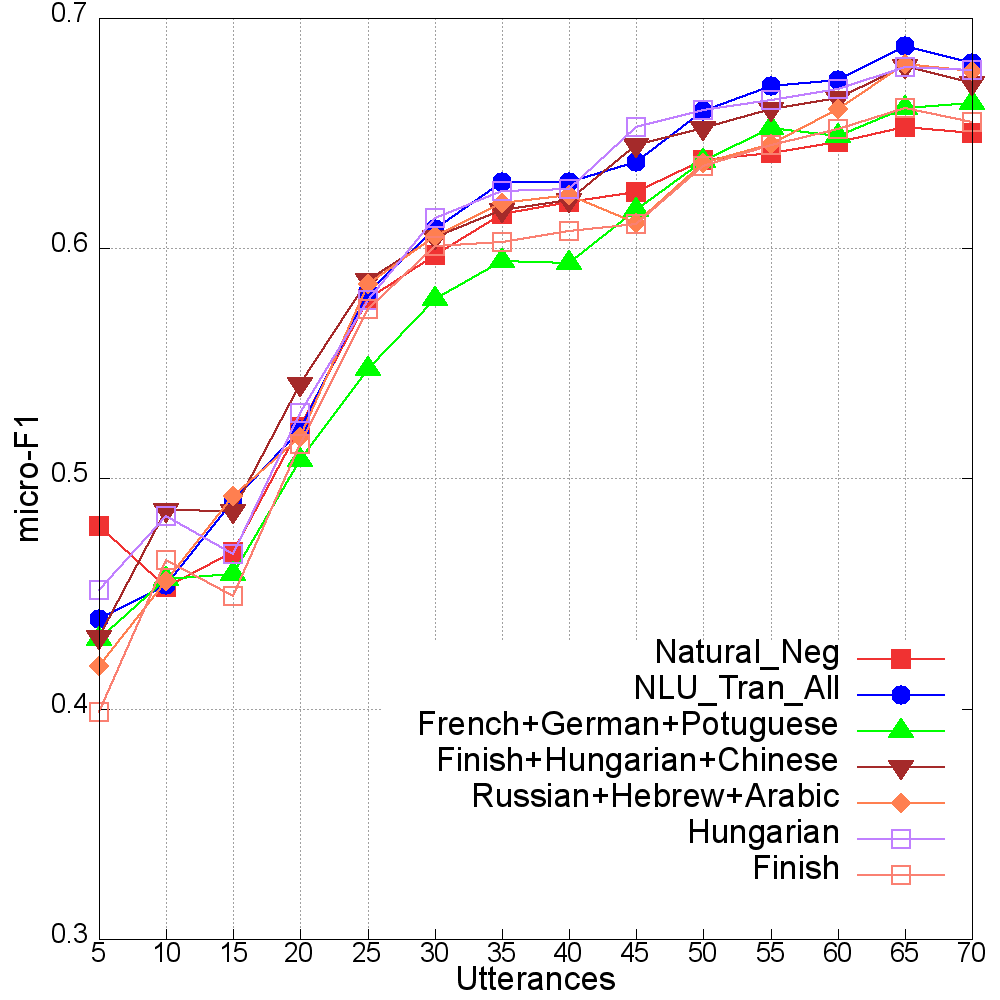 0.7
0.6
0.5
0.4
0.3
micro-F1
Natural_Neg
NLU_Tran_All
French+German+Potuguese
Finish+Hungarian+Chinese
Russian+Hebrew+Arabic
Hungarian
Finish
5 10 15 20 25 30 35 40 45 50 55 60 65 70
Utterances